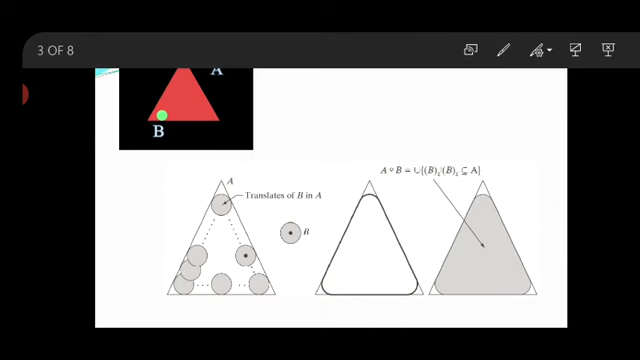 3 OF 8
A
B
A ∘ B = ∪{(B)z|(B)z ⊆ A}
A
Translates of B in A
B